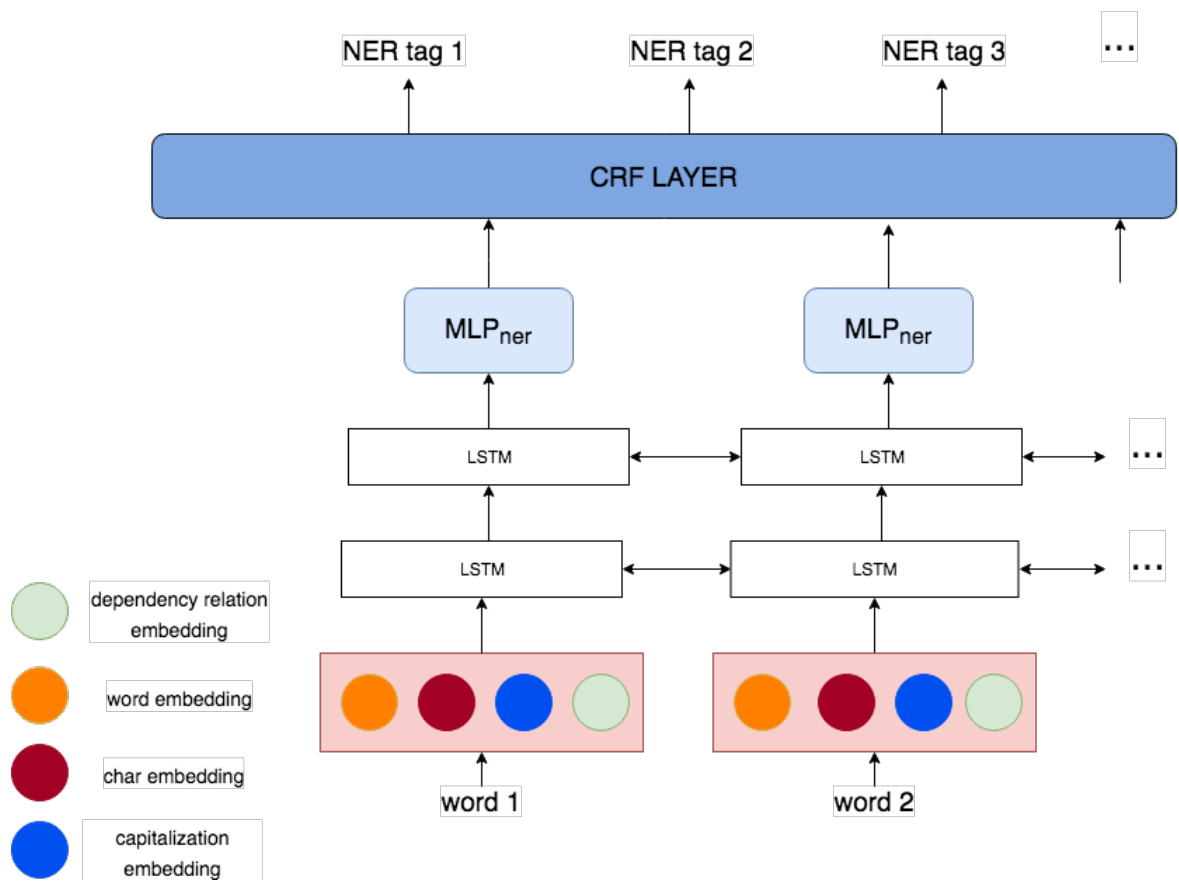 NER tag 1
NER tag 2
NER tag 3
...
CRF LAYER
MLPner
MLPner
LSTM
LSTM
...
LSTM
LSTM
...
dependency relation
embedding
word embedding
char embedding
capitalization
embedding
word 1
word 2